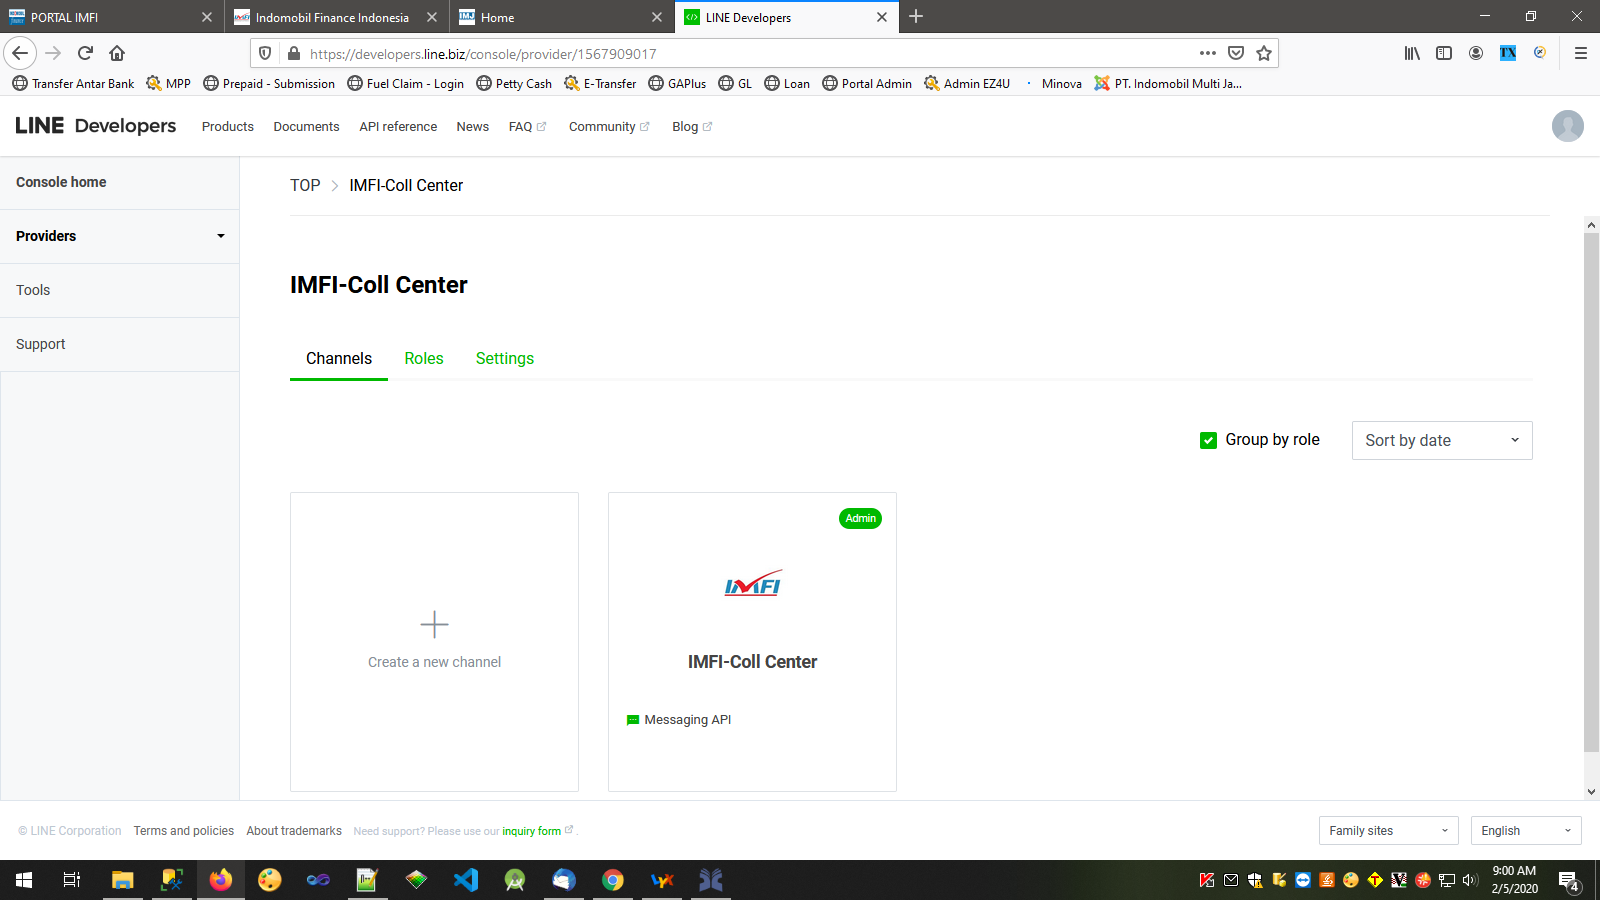 PORTAL IMFI
Indomobil Finance Indonesia
Home
LINE Developers
https://developers.line.biz/console/provider/1567909017
Transfer Antar Bank
MPP
Prepaid - Submission
Fuel Claim - Login
Petty Cash
E-Transfer
GAPlus
GL
Loan
Portal Admin
Admin EZ4U
Minova
PT. Indomobil Multi Ja...
LINE Developers
Products
Documents
API reference
News
FAQ
Community
Blog
Console home
Providers
Tools
Support
TOP
IMFI-Coll Center
IMFI-Coll Center
Channels
Roles
Settings
Group by role
Sort by date
Create a new channel
Admin
IMFI
IMFI-Coll Center
Messaging API
© LINE Corporation
Terms and policies
About trademarks
Need support? Please use our inquiry form .
Family sites
English
9:00 AM
2/5/2020
4